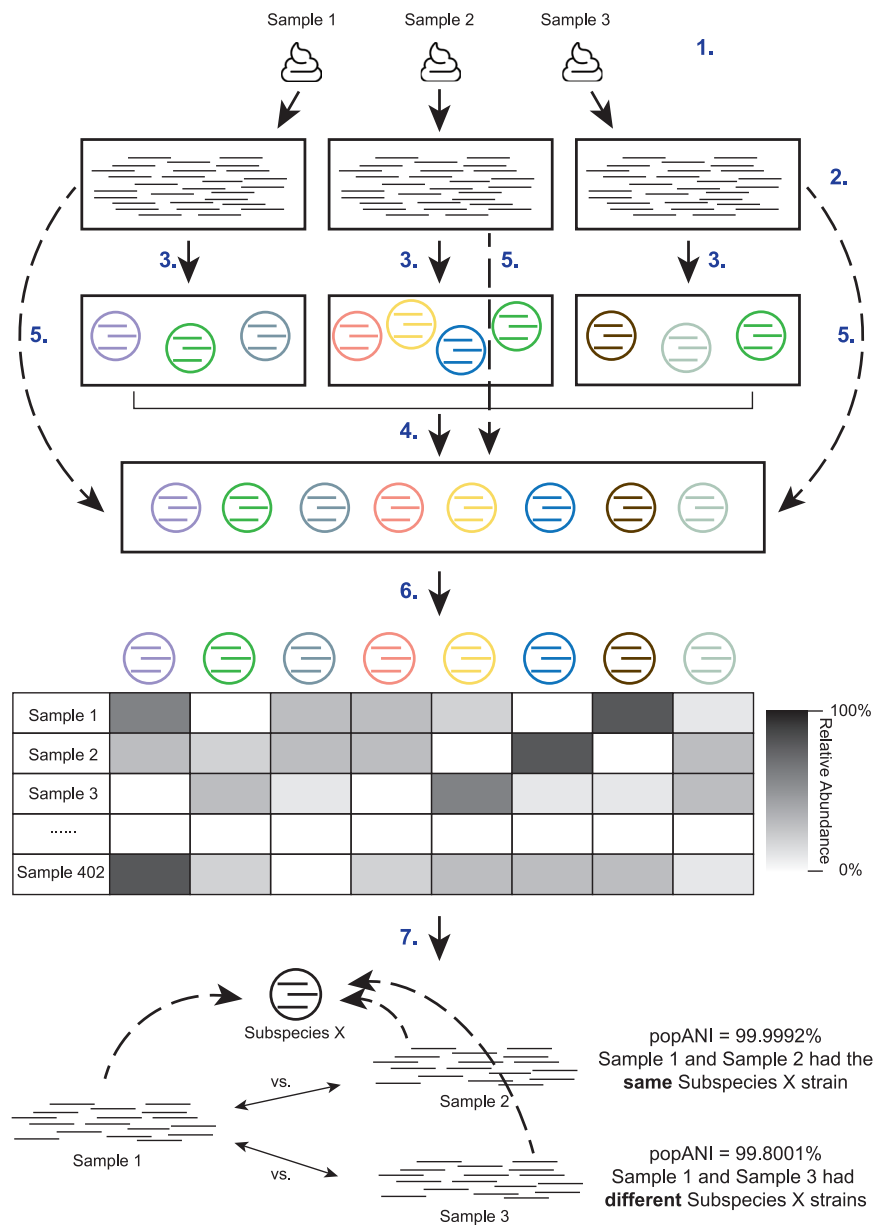 Sample 1
Sample 2
Sample 3
1.
2.
3.
3.
5.
3.
5.
5.
4.
6.
Sample 1
Sample 2
Sample 3
......
Sample 402
100%
Relative Abundance
0%
7.
Subspecies X
popANI = 99.9992%
Sample 1 and Sample 2 had the
same Subspecies X strain
vs.
Sample 2
Sample 1
vs.
popANI = 99.8001%
Sample 1 and Sample 3 had
different Subspecies X strains
Sample 3